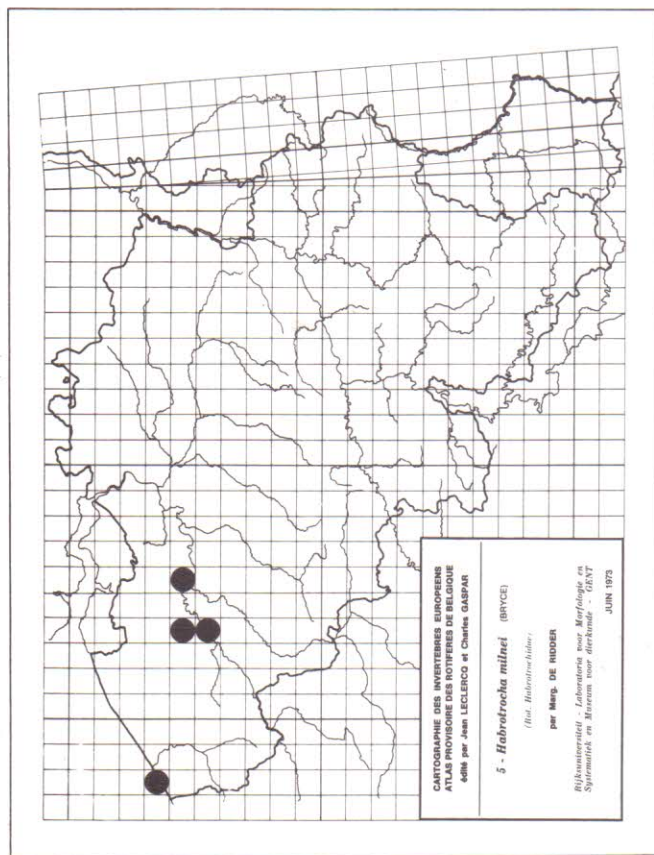 CARTOGRAPHIE DES INVERTEBRES EUROPEENS
ATLAS PROVISOIRE DES ROTIFERES DE BELGIQUE
édité par Jean LECLERCQ et Charles GASPAR
5 - Habrotrocha milnei (BRYCE)
(Rot. Habrotrochidae)
par Marg. DE RIDDER
Rijksuniversiteit - Laboratoria voor Morfologie en
Systematiek en Museum voor dierkunde - GENT
JUIN 1973